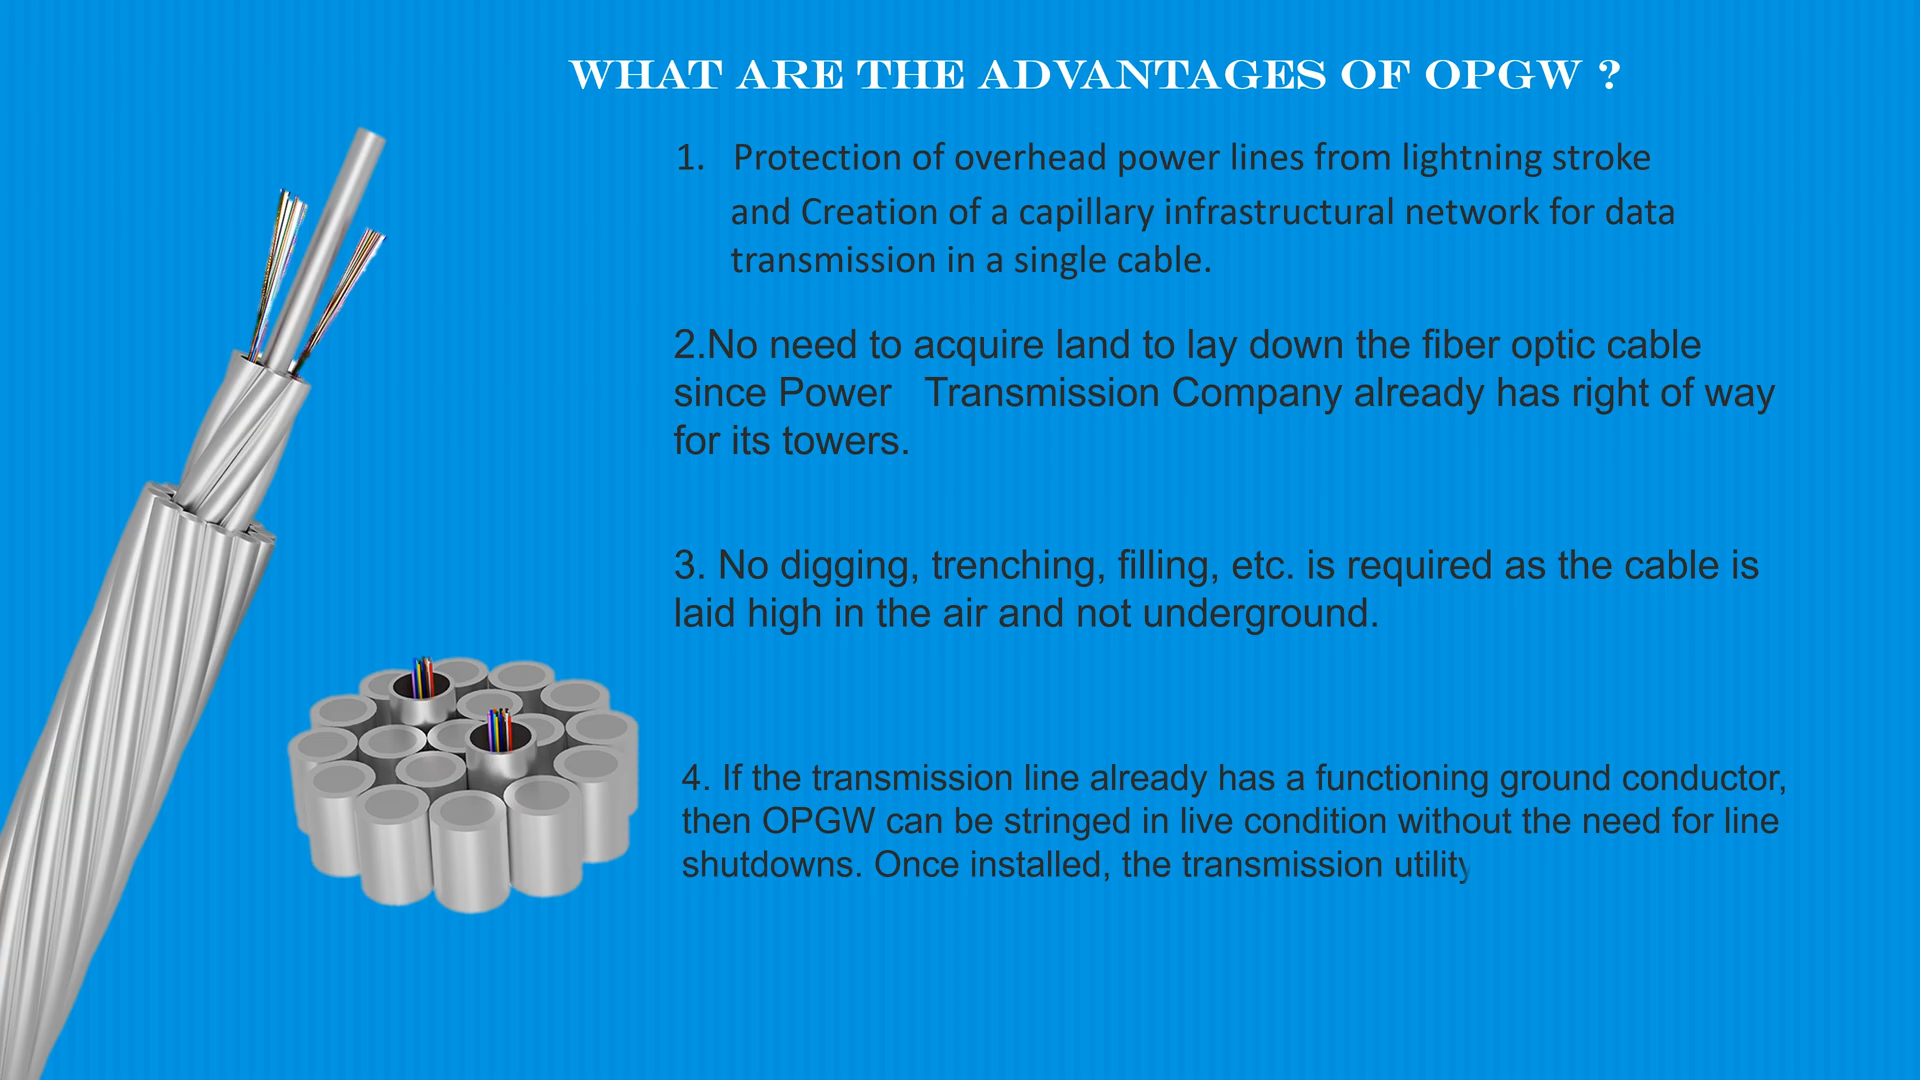 WHAT ARE THE ADVANTAGES OF OPGW ?
1. Protection of overhead power lines from lightning stroke
and Creation of a capillary infrastructural network for data
transmission in a single cable.
2.No need to acquire land to lay down the fiber optic cable
since Power Transmission Company already has right of way
for its towers.
3. No digging, trenching, filling, etc. is required as the cable is
laid high in the air and not underground.
4. If the transmission line already has a functioning ground conductor,
then OPGW can be stringed in live condition without the need for line
shutdowns. Once installed, the transmission utility